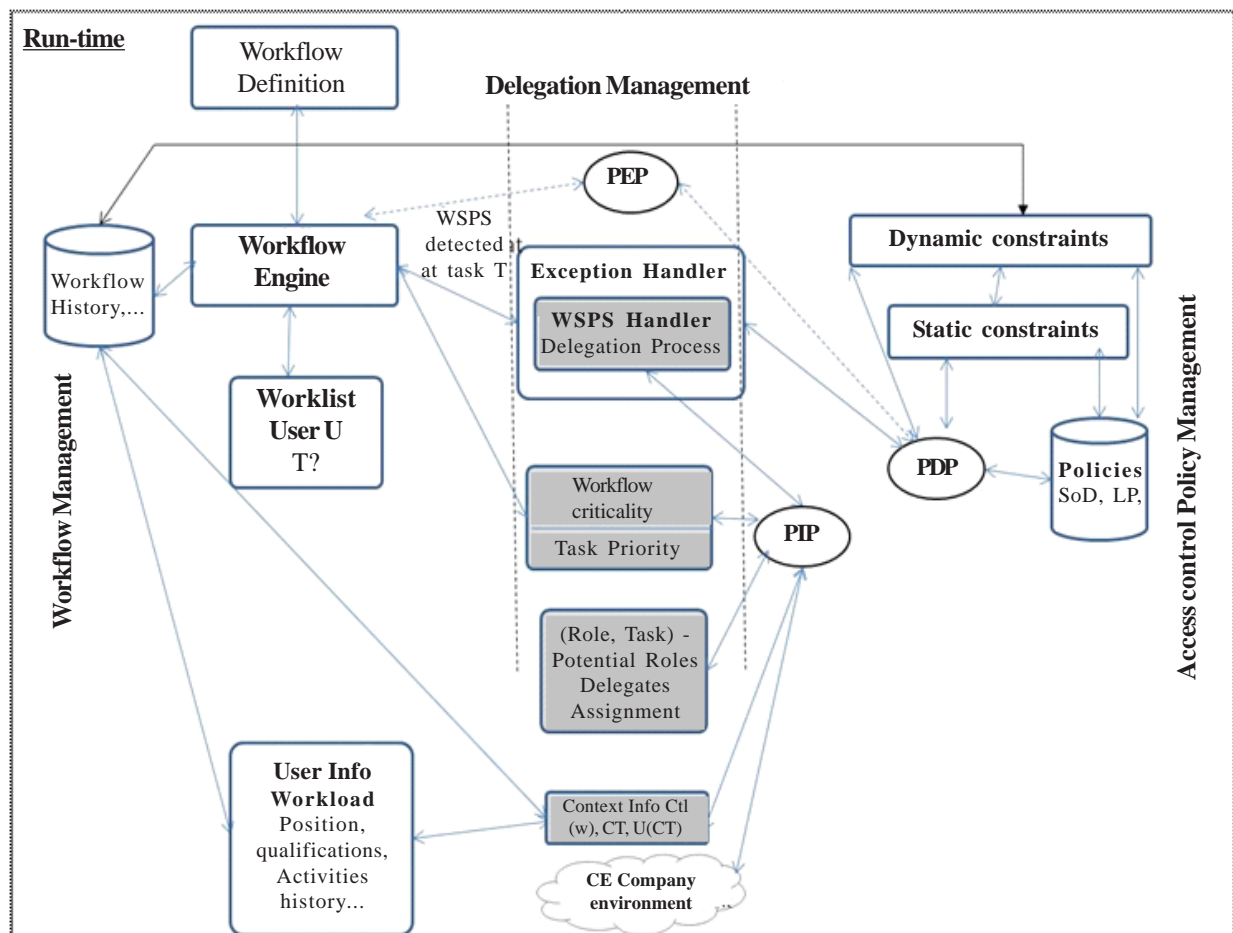 Run-time
Workflow
Definition
Delegation Management
PEP
WSPS
detected at
at task T
Workflow
Engine
Workflow
History,...
Dynamic constraints
Exception Handler
WSPS Handler
Delegation Process
Static constraints
Worklist
User U
T?
Workflow Management
Access control Policy Management
PDP
Policies
SoD, LP,
Workflow
criticality
Task Priority
PIP
(Role, Task) -
Potential Roles
Delegates
Assignment
User Info
Workload
Position,
qualifications,
Activities
history...
Context Info Ctl
(w), CT, U(CT)
CE Company
environment ...